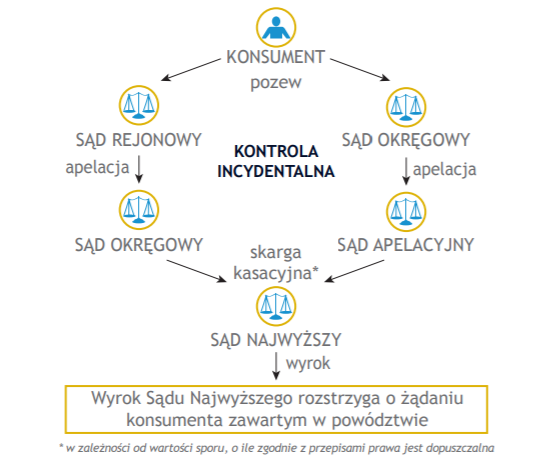 KONSUMENT
pozew
SĄD REJONOWY
SĄD OKRĘGOWY
apelacja
KONTROLA
INCYDENTALNA
apelacja
SĄD OKRĘGOWY
SĄD APELACYJNY
skarga
kasacyjna*
SĄD NAJWYŻSZY
wyrok
Wyrok Sądu Najwyższego rozstrzyga o żądaniu
konsumenta zawartym w powództwie
* w zależności od wartości sporu, o ile zgodnie z przepisami prawa jest dopuszczalna